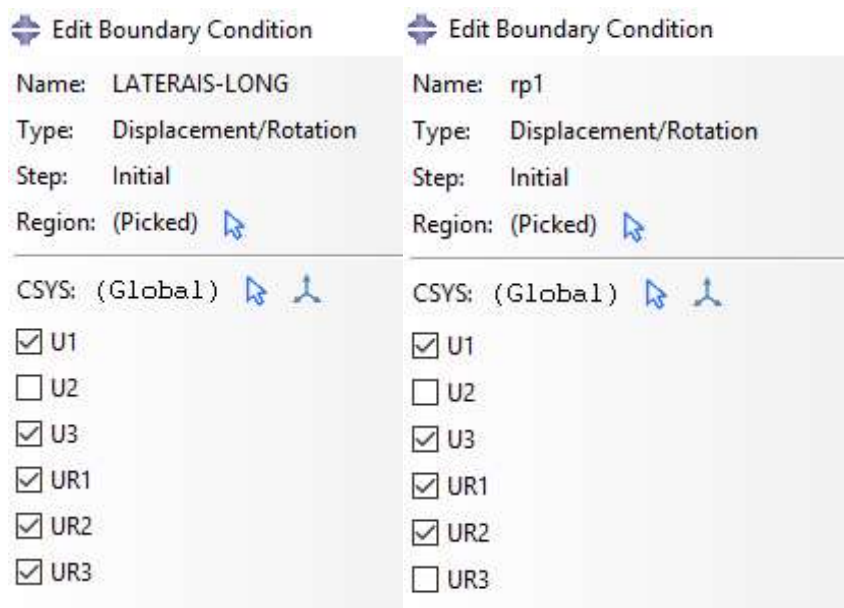 Edit Boundary Condition
Name: LATERAIS-LONG
Type: Displacement/Rotation
Step: Initial
Region: (Picked)
CSYS: (Global)
U1
U2
U3
UR1
UR2
UR3
Edit Boundary Condition
Name: rp1
Type: Displacement/Rotation
Step: Initial
Region: (Picked)
CSYS: (Global)
U1
U2
U3
UR1
UR2
UR3